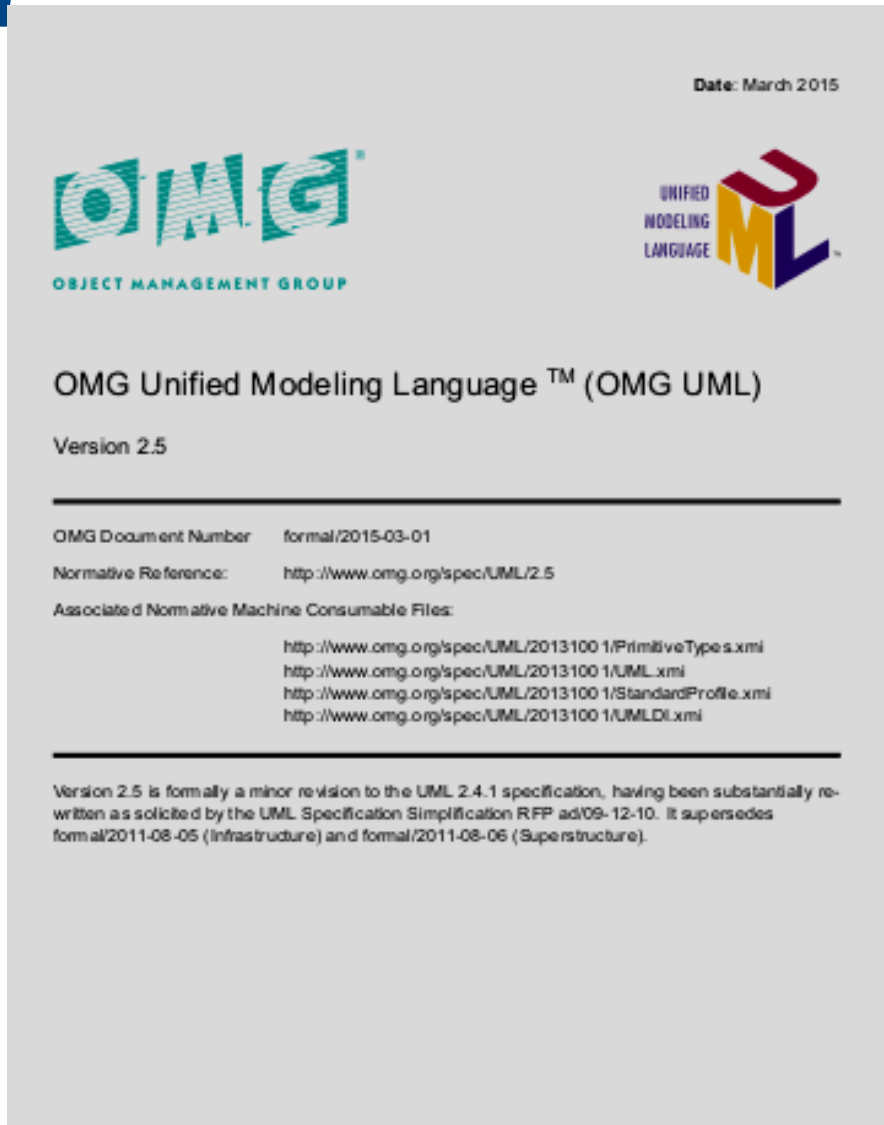 Date: March 2015
OMG®
OBJECT MANAGEMENT GROUP
UNIFIED
MODELING
LANGUAGE
UML™
OMG Unified Modeling Language ™ (OMG UML)
Version 2.5
OMG Document Number formal/2015-03-01
Normative Reference: http://www.omg.org/spec/UML/2.5
Associated Normative Machine Consumable Files:
http://www.omg.org/spec/UML/20131001/PrimitiveTypes.xmi
http://www.omg.org/spec/UML/20131001/UML.xmi
http://www.omg.org/spec/UML/20131001/StandardProfile.xmi
http://www.omg.org/spec/UML/20131001/UMLDI.xmi
Version 2.5 is formally a minor revision to the UML 2.4.1 specification, having been substantially re-
written as solicited by the UML Specification Simplification RFP ad/09-12-10. It supersedes
formal/2011-08-05 (Infrastructure) and formal/2011-08-06 (Superstructure).